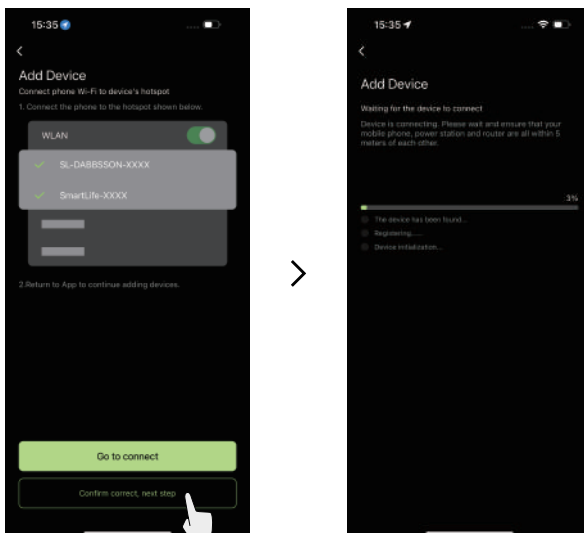 15:35
Add Device
Connect phone Wi-Fi to device's hotspot
1. Connect the phone to the hotspot shown below.
WLAN
SL-DABBSSON-XXXX
SmartLife-XXXX
2.Return to App to continue adding devices.
Go to connect
Confirm correct, next step
15:35
Add Device
Waiting for the device to connect
Device is connecting. Please wait and ensure that your
mobile phone, power station and router are all within 5
meters of each other.
3%
The device has been found...
Registering......
Device initialization...